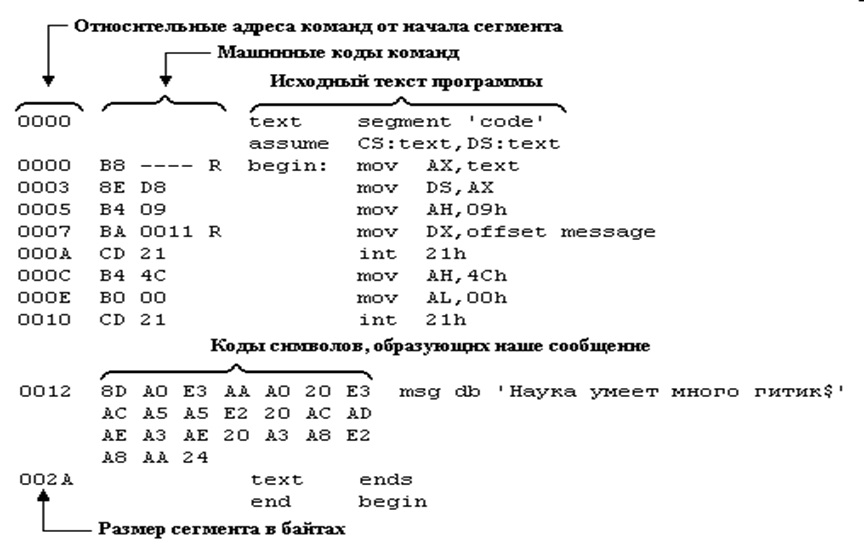 Относительные адреса команд от начала сегмента
Машинные коды команд
Исходный текст программы
0000 text segment 'code'
assume CS:text,DS:text
0000 B8 ---- R begin: mov AX,text
0003 8E D8 mov DS,AX
0005 B4 09 mov AH,09h
0007 BA 0011 R mov DX,offset message
000A CD 21 int 21h
000C B4 4C mov AH,4Ch
000E B0 00 mov AL,00h
0010 CD 21 int 21h
Коды символов, образующих наше сообщение
0012 8D A0 E3 AA A0 20 E3 msg db 'Наука умеет много гитик$'
AC A5 A5 E2 20 AC AD
AE A3 AE 20 A3 A8 E2
A8 AA 24
002A text ends
end begin
Размер сегмента в байтах